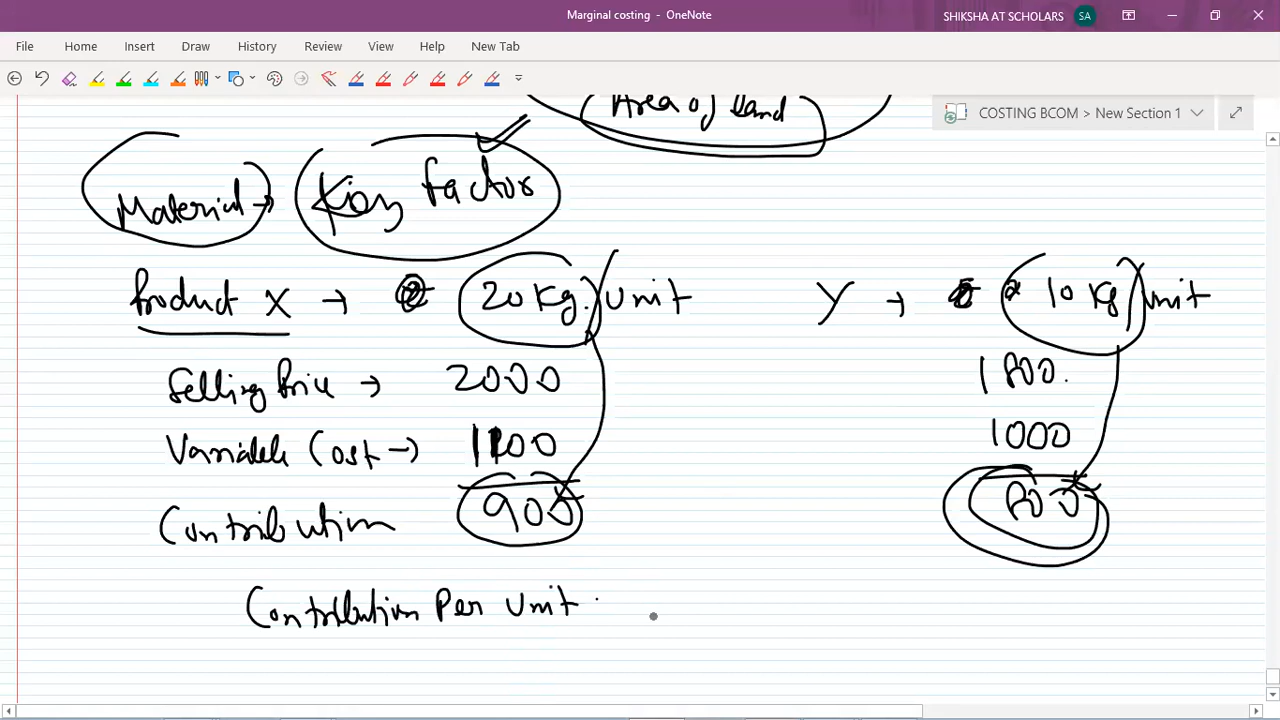 Marginal costing - OneNote
SHIKSHA AT SCHOLARS SA
File Home Insert Draw History Review View Help New Tab
COSTING BCOM > New Section 1
Area of land
Material → Key factor
Product X → 20 Kg. / Unit Y → 10 Kg / Unit
Selling Price → 2000 1800.
Variable Cost → 1100 1000
Contribution 900 800
Contribution Per Unit.